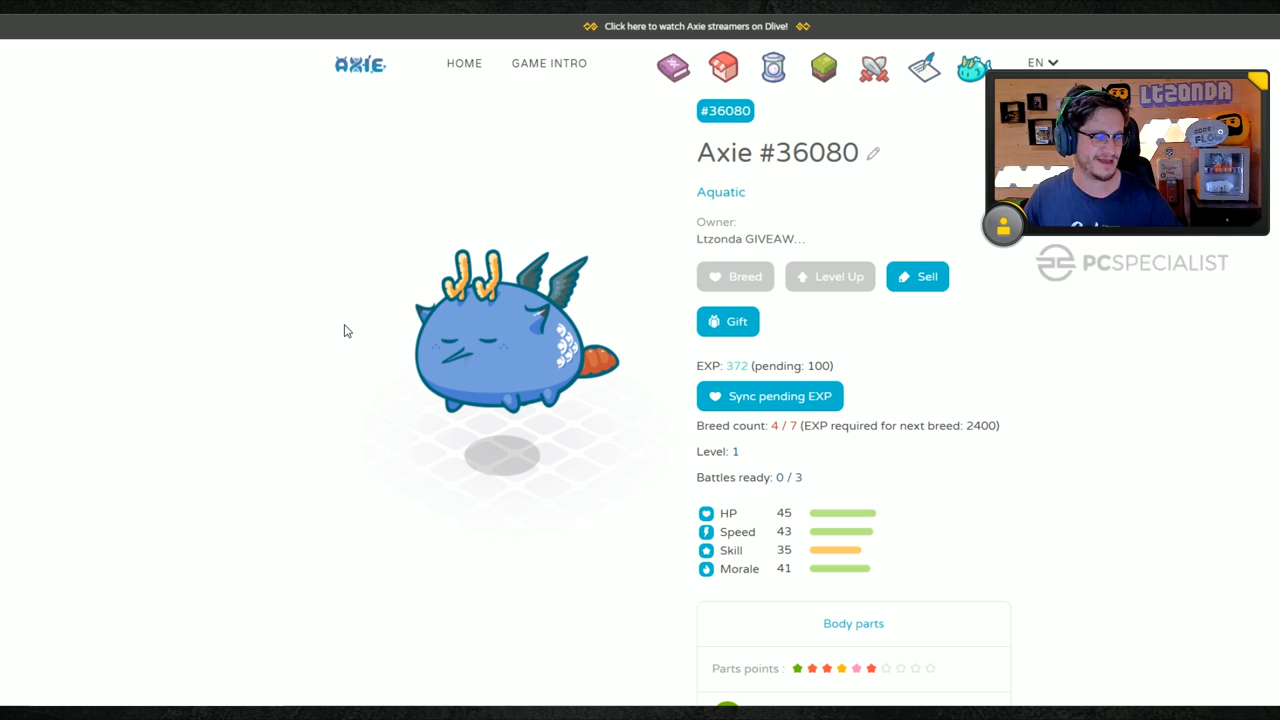 Click here to watch Axie streamers on Dlive!
AXIE
HOME
GAME INTRO
EN
#36080
Axie #36080
Aquatic
Owner:
Ltzonda GIVEAW...
Breed
Level Up
Sell
Gift
EXP: 372 (pending: 100)
Sync pending EXP
Breed count: 4 / 7 (EXP required for next breed: 2400)
Level: 1
Battles ready: 0 / 3
HP 45
Speed 43
Skill 35
Morale 41
Body parts
Parts points :
LTZONDA
CODE
FLOW
PCSPECIALIST